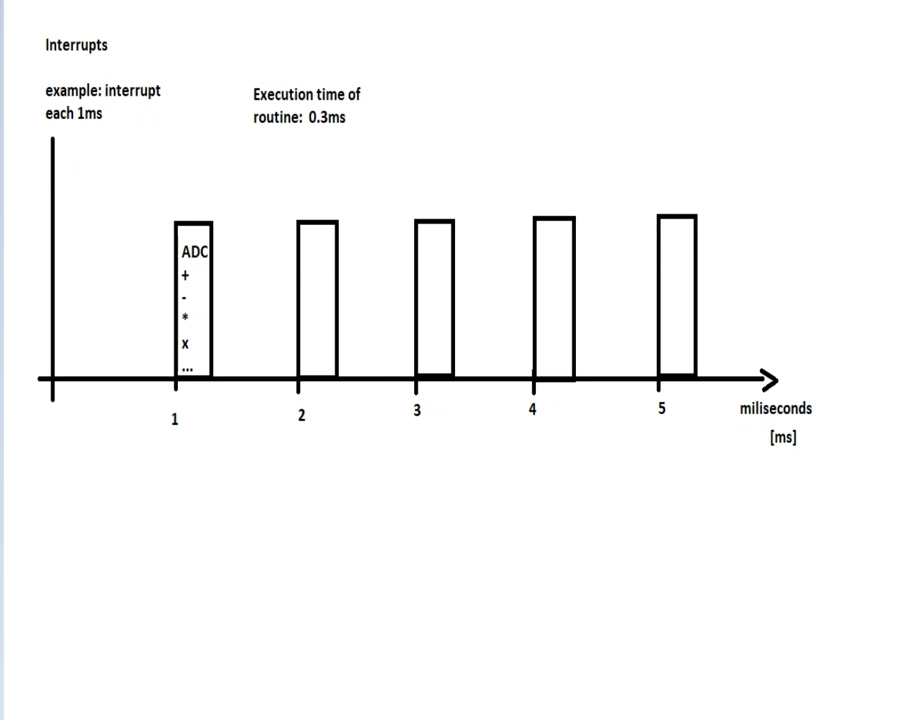 Interrupts
example: interrupt
each 1ms
Execution time of
routine: 0.3ms
ADC
+
-
*
x
...
1
2
3
4
5
miliseconds
[ms]